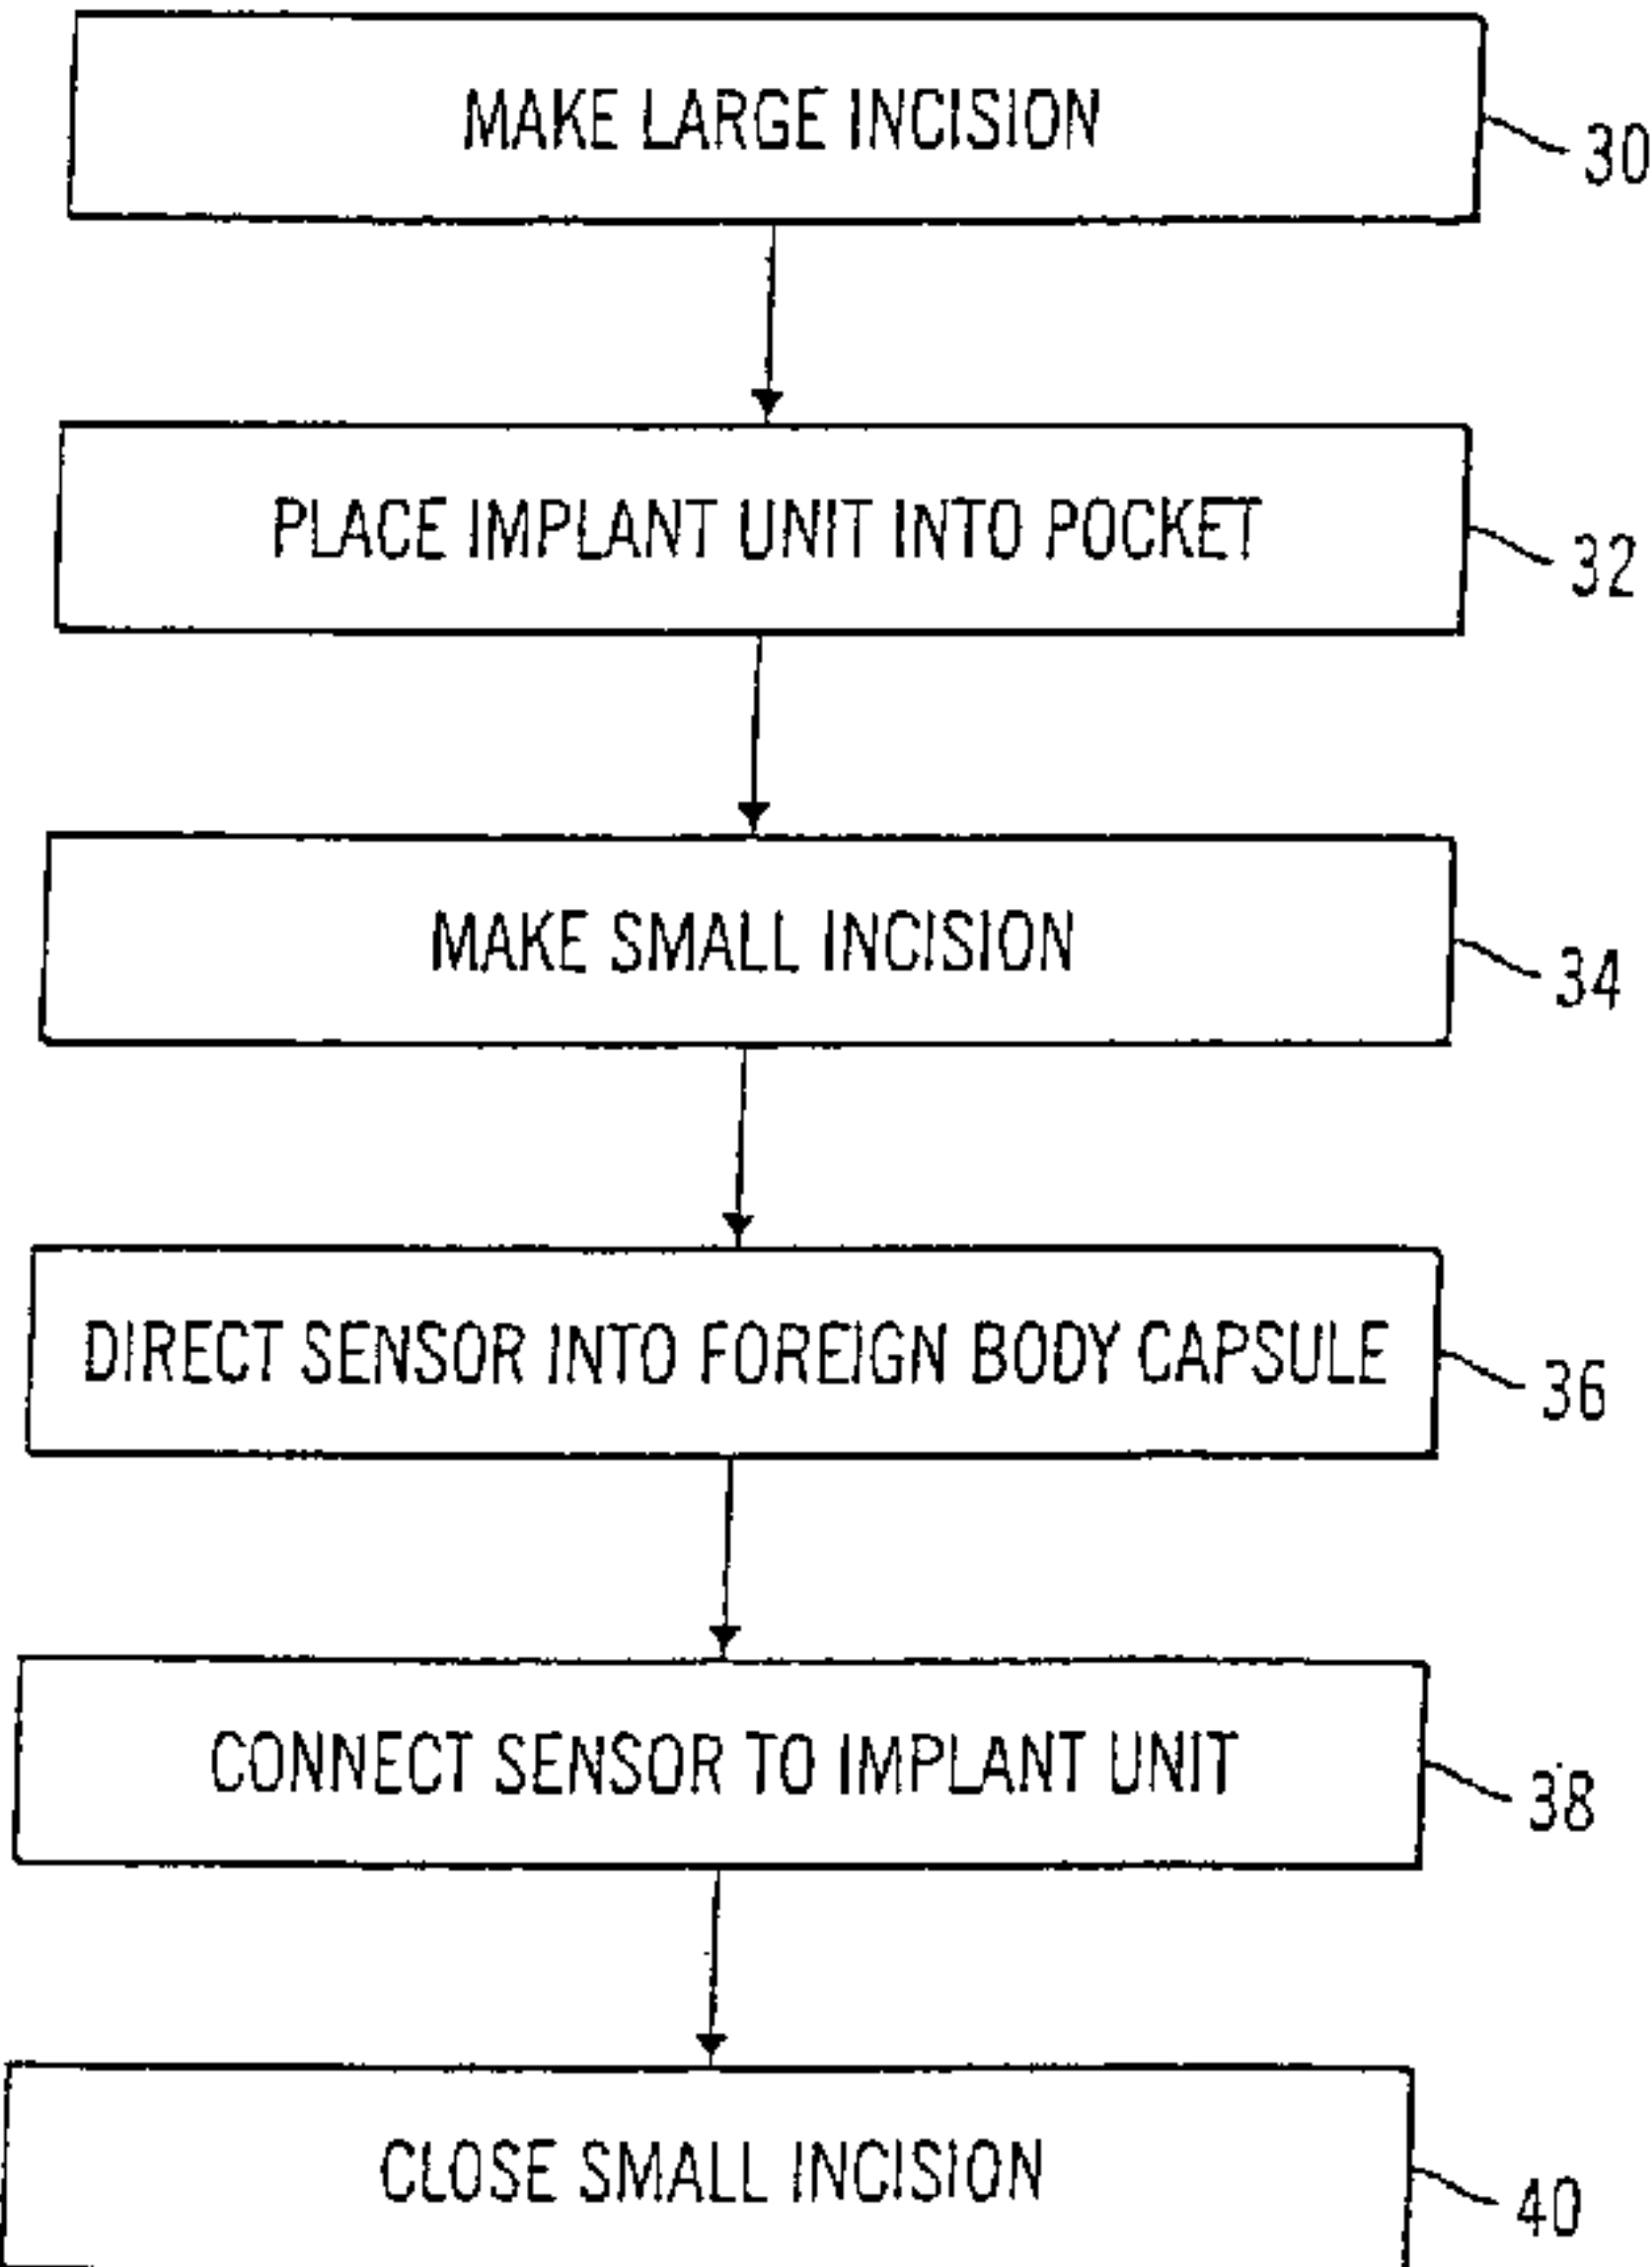 MAKE LARGE INCISION
30
PLACE IMPLANT UNIT INTO POCKET
32
MAKE SMALL INCISION
34
DIRECT SENSOR INTO FOREIGN BODY CAPSULE
36
CONNECT SENSOR TO IMPLANT UNIT
38
CLOSE SMALL INCISION
40